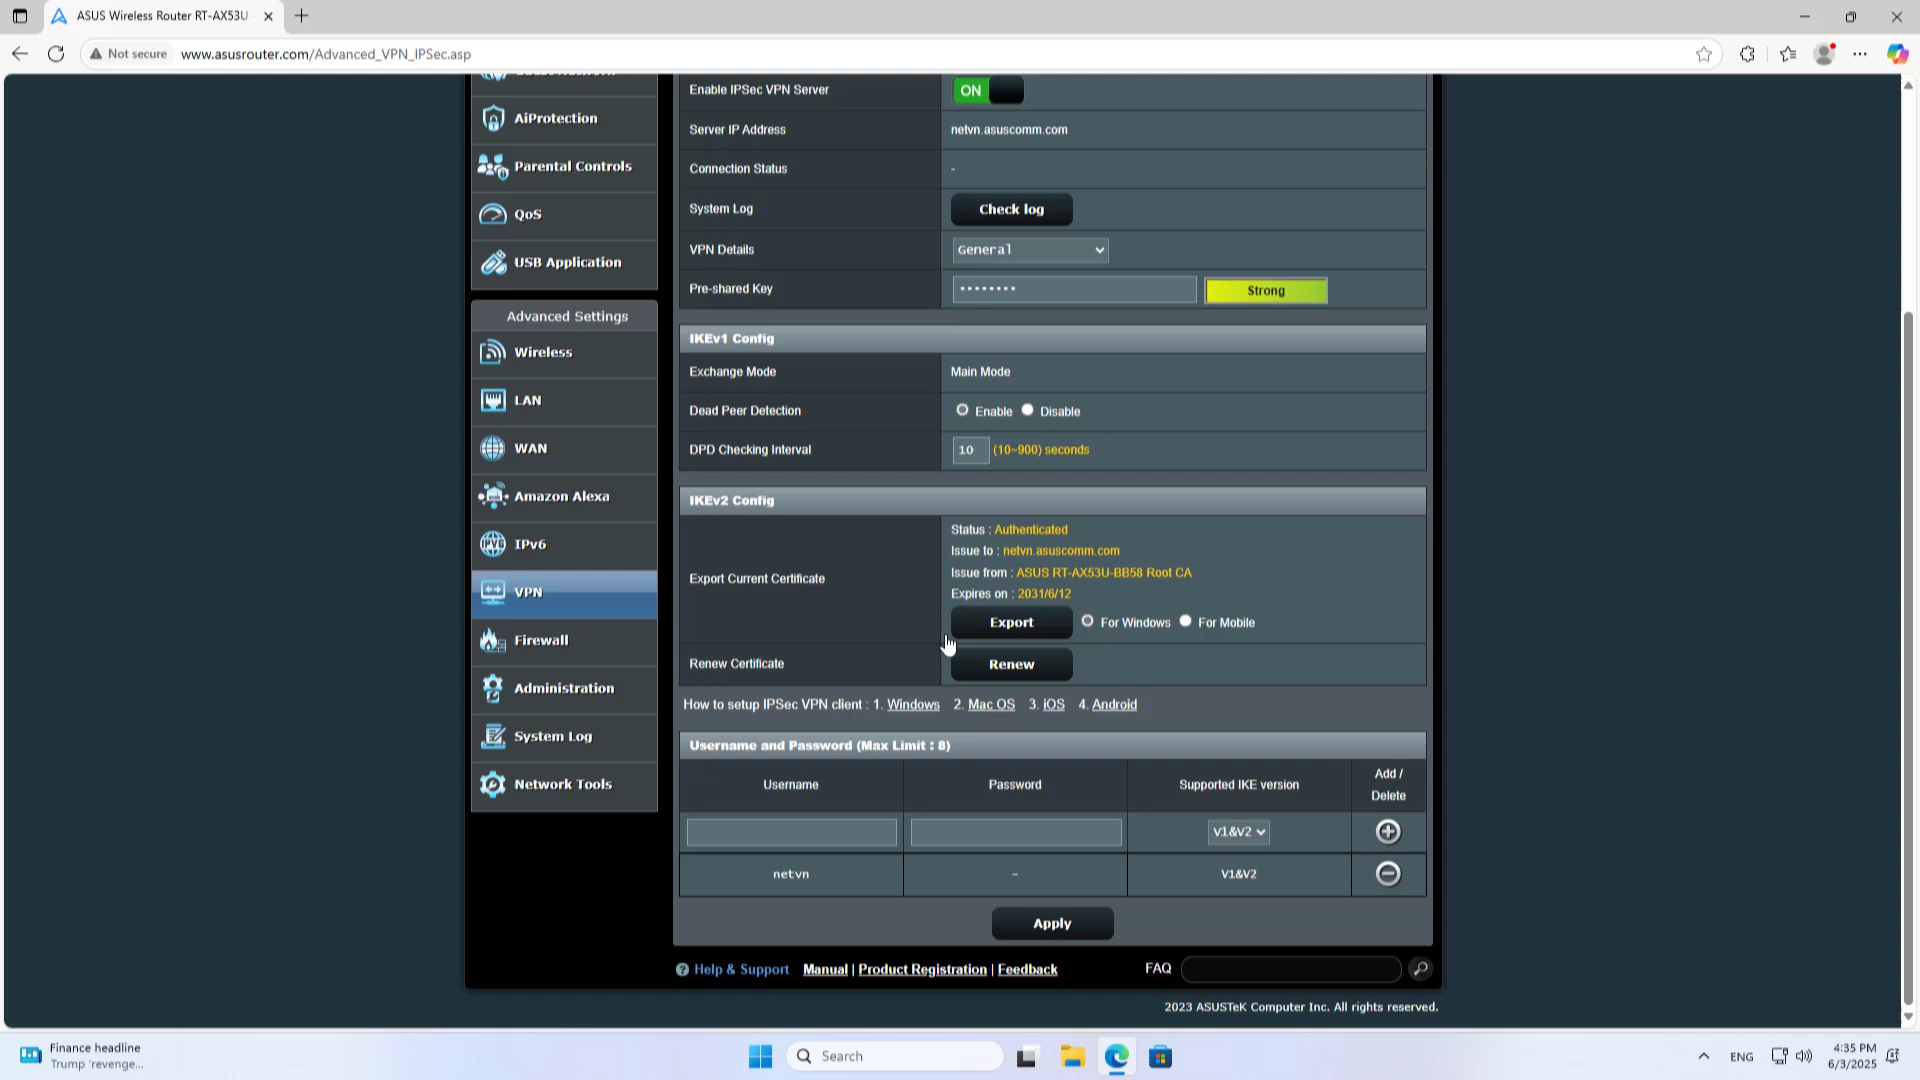 ASUS Wireless Router RT-AX53U
Not secure
www.asusrouter.com/Advanced_VPN_IPSec.asp
AiProtection
Parental Controls
QoS
USB Application
Advanced Settings
Wireless
LAN
WAN
Amazon Alexa
IPv6
VPN
Firewall
Administration
System Log
Network Tools
Enable IPSec VPN Server ON
Server IP Address netvn.asuscomm.com
Connection Status -
System Log Check log
VPN Details General
Pre-shared Key •••••••• Strong
IKEv1 Config
Exchange Mode Main Mode
Dead Peer Detection Enable Disable
DPD Checking Interval 10 (10~900) seconds
IKEv2 Config
Export Current Certificate
Status : Authenticated
Issue to : netvn.asuscomm.com
Issue from : ASUS RT-AX53U-BB58 Root CA
Expires on : 2031/6/12
Export For Windows For Mobile
Renew Certificate Renew
How to setup IPSec VPN client : 1. Windows 2. Mac OS 3. iOS 4. Android
Username and Password (Max Limit : 8)
Username Password Supported IKE version Add / Delete
V1&V2
netvn - V1&V2
Apply
Help & Support Manual | Product Registration | Feedback FAQ
2023 ASUSTeK Computer Inc. All rights reserved.
Finance headline
Trump 'revenge...
Search
ENG
4:35 PM
6/3/2025